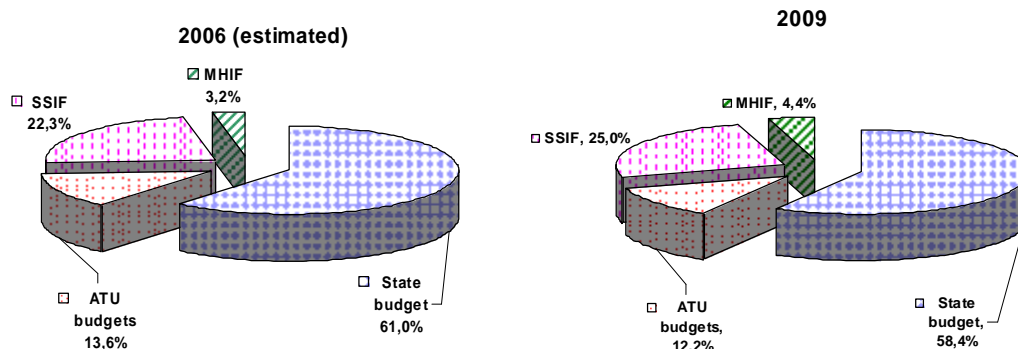 2006 (estimated)
MHIF
3,2%
SSIF
22,3%
ATU
budgets
13,6%
State
budget
61,0%
2009
MHIF, 4,4%
SSIF, 25,0%
ATU
budgets,
12,2%
State
budget,
58,4%